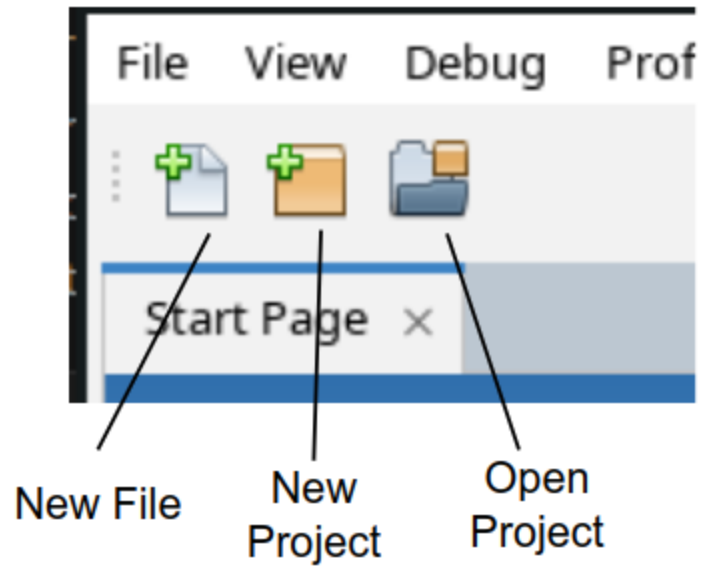 File View Debug Prof
Start Page
New File
New
Project
Open
Project